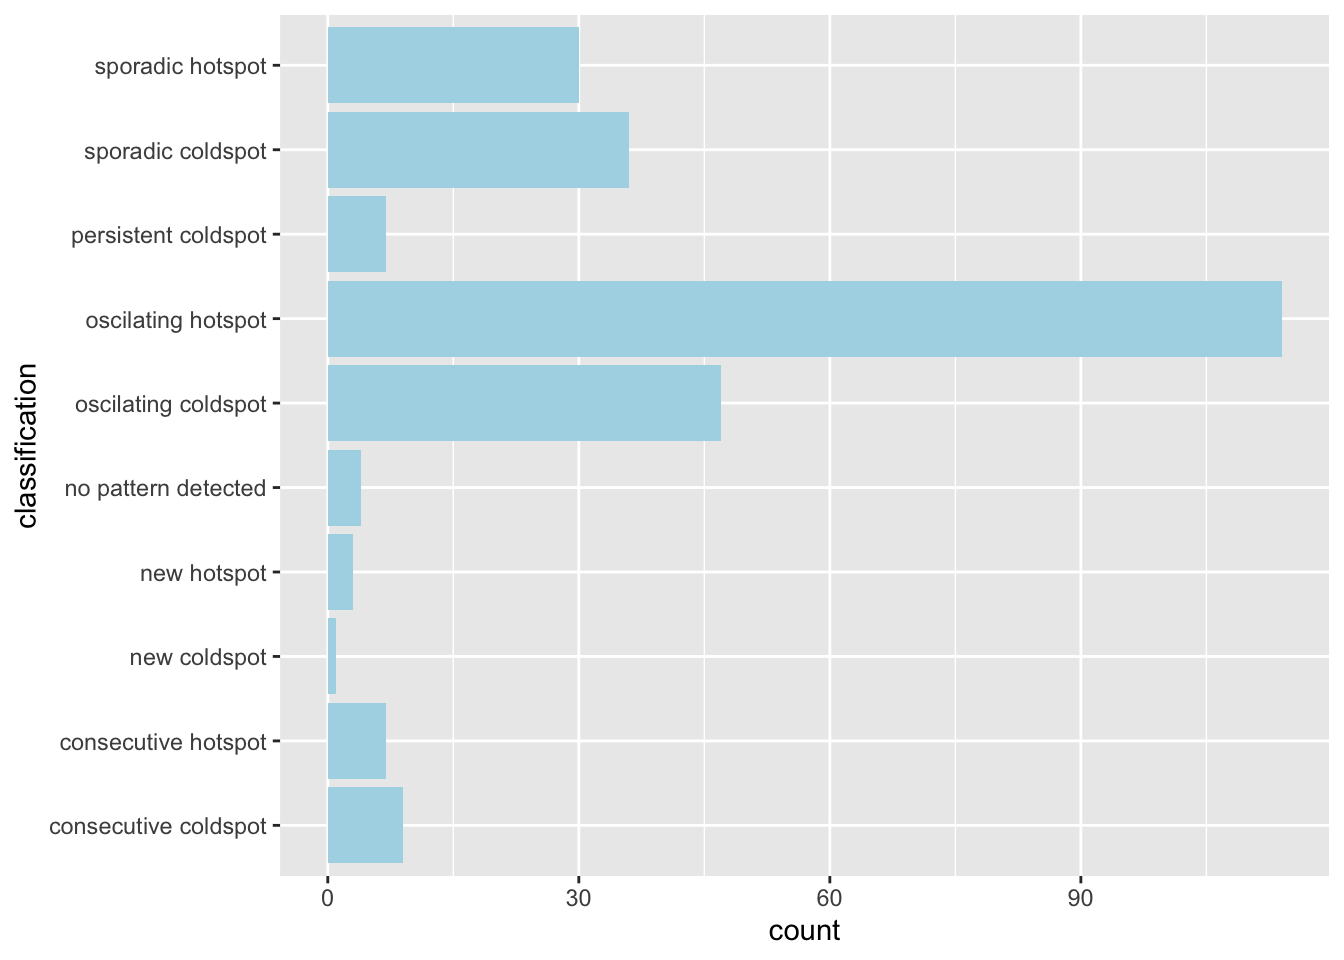 sporadic hotspot
sporadic coldspot
persistent coldspot
oscilating hotspot
oscilating coldspot
no pattern detected
new hotspot
new coldspot
consecutive hotspot
consecutive coldspot
classification
0 30 60 90
count